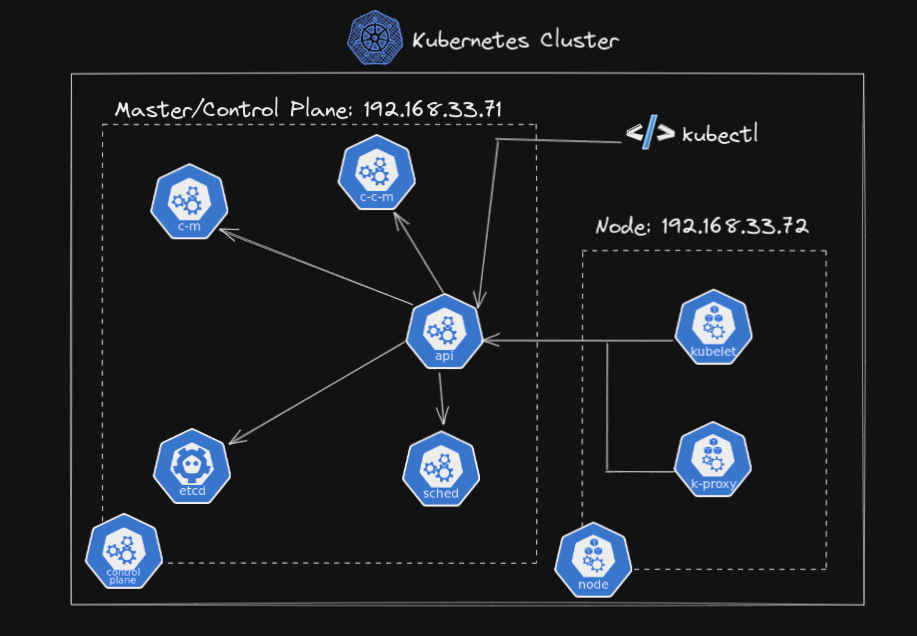 Kubernetes Cluster
Master/Control Plane: 192.168.33.71
</> kubectl
c-c-m
c-m
Node: 192.168.33.72
api
kubelet
etcd
sched
k-proxy
control
plane
node